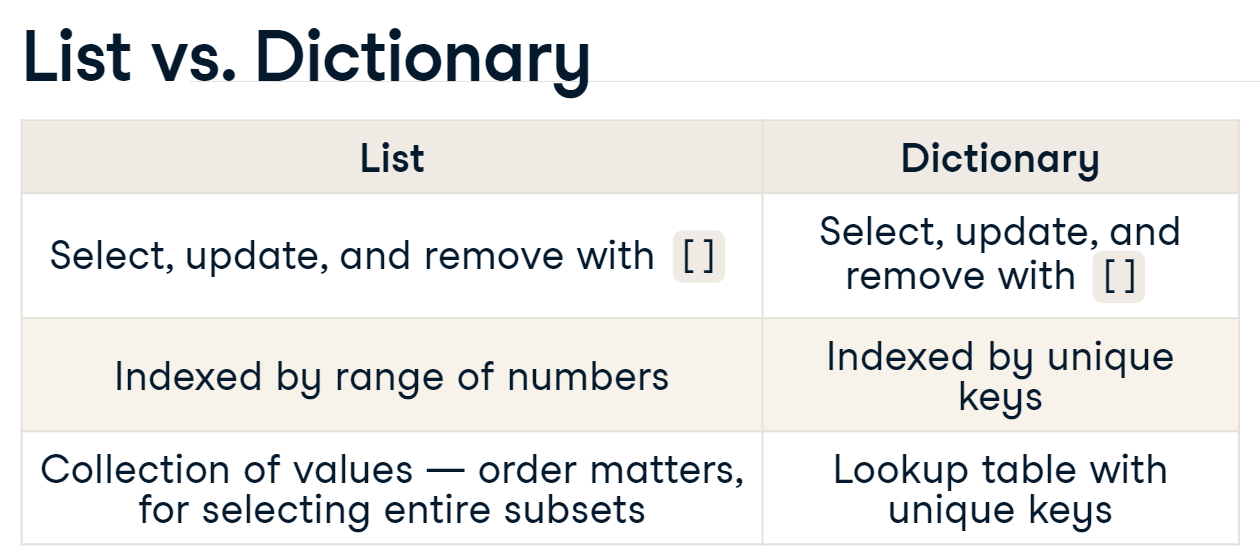 List vs. Dictionary
List
Dictionary
Select, update, and remove with []
Select, update, and
remove with []
Indexed by range of numbers
Indexed by unique
keys
Collection of values — order matters,
for selecting entire subsets
Lookup table with
unique keys